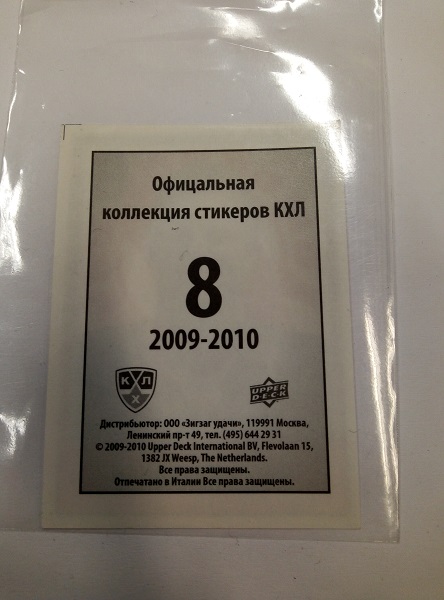 Офицальная
коллекция стикеров КХЛ
8
2009-2010
КХЛ
UPPER
DECK
Дистрибьютор: ООО «Зигзаг удачи», 119991 Москва,
Ленинский пр-т 49, тел. (495) 644 29 31
© 2009-2010 Upper Deck International BV, Flevolaan 15,
1382 JX Weesp, The Netherlands.
Все права защищены.
Отпечатано в Италии Все права защищены.